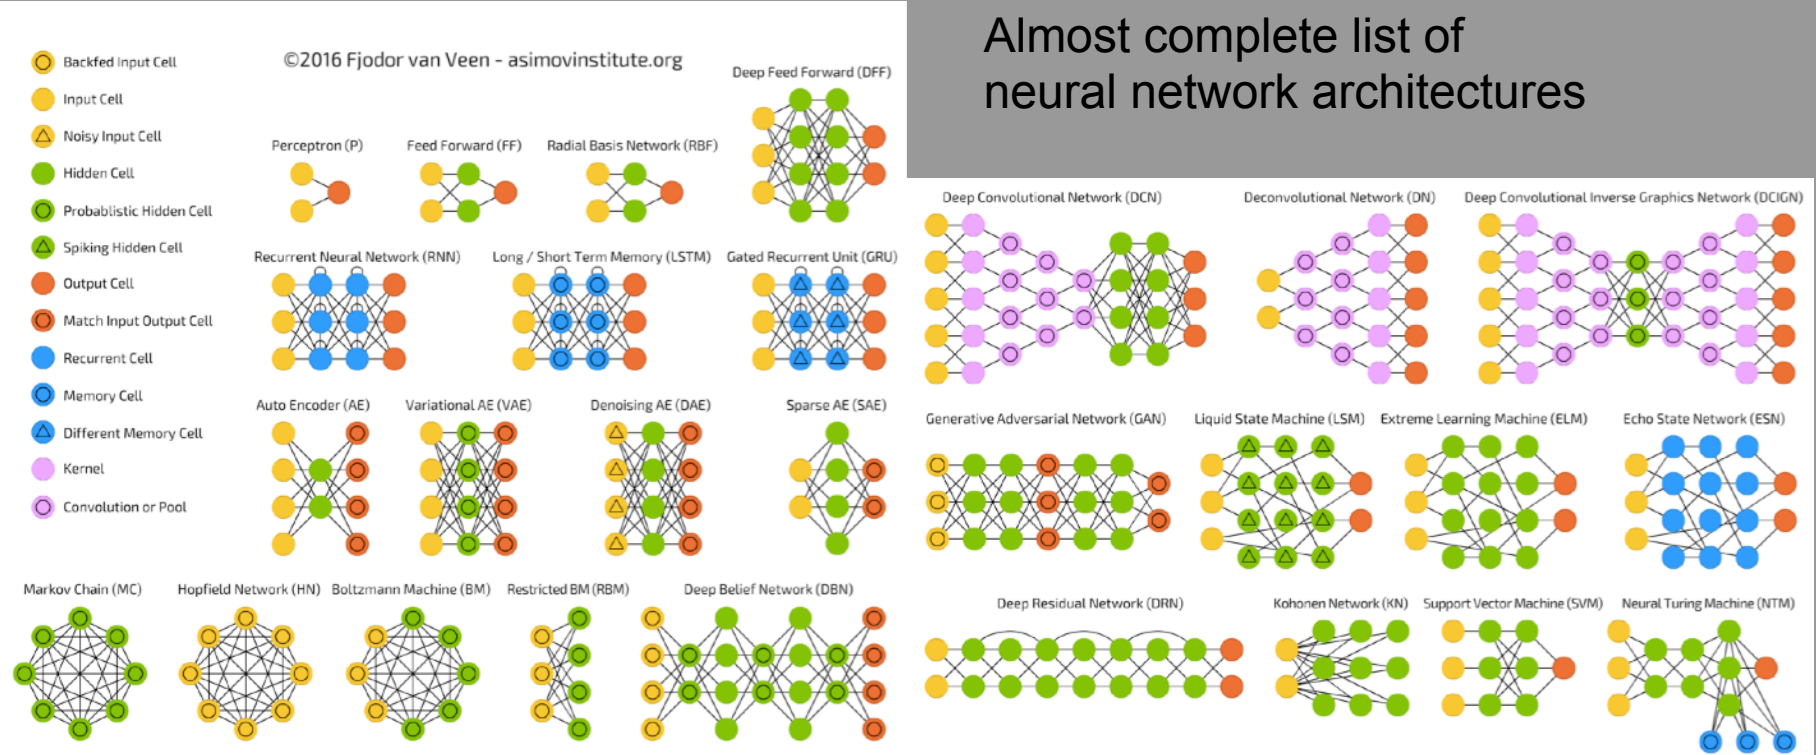 Almost complete list of
neural network architectures
©2016 Fjodor van Veen - asimovinstitute.org
Backfed Input Cell
Input Cell
Noisy Input Cell
Hidden Cell
Probablistic Hidden Cell
Spiking Hidden Cell
Output Cell
Match Input Output Cell
Recurrent Cell
Memory Cell
Different Memory Cell
Kernel
Convolution or Pool
Deep Feed Forward (DFF)
Perceptron (P)
Feed Forward (FF)
Radial Basis Network (RBF)
Recurrent Neural Network (RNN)
Long / Short Term Memory (LSTM)
Gated Recurrent Unit (GRU)
Auto Encoder (AE)
Variational AE (VAE)
Denoising AE (DAE)
Sparse AE (SAE)
Markov Chain (MC)
Hopfield Network (HN)
Boltzmann Machine (BM)
Restricted BM (RBM)
Deep Belief Network (DBN)
Deep Convolutional Network (DCN)
Deconvolutional Network (DN)
Deep Convolutional Inverse Graphics Network (DCIGN)
Generative Adversarial Network (GAN)
Liquid State Machine (LSM)
Extreme Learning Machine (ELM)
Echo State Network (ESN)
Deep Residual Network (DRN)
Kohonen Network (KN)
Support Vector Machine (SVM)
Neural Turing Machine (NTM)